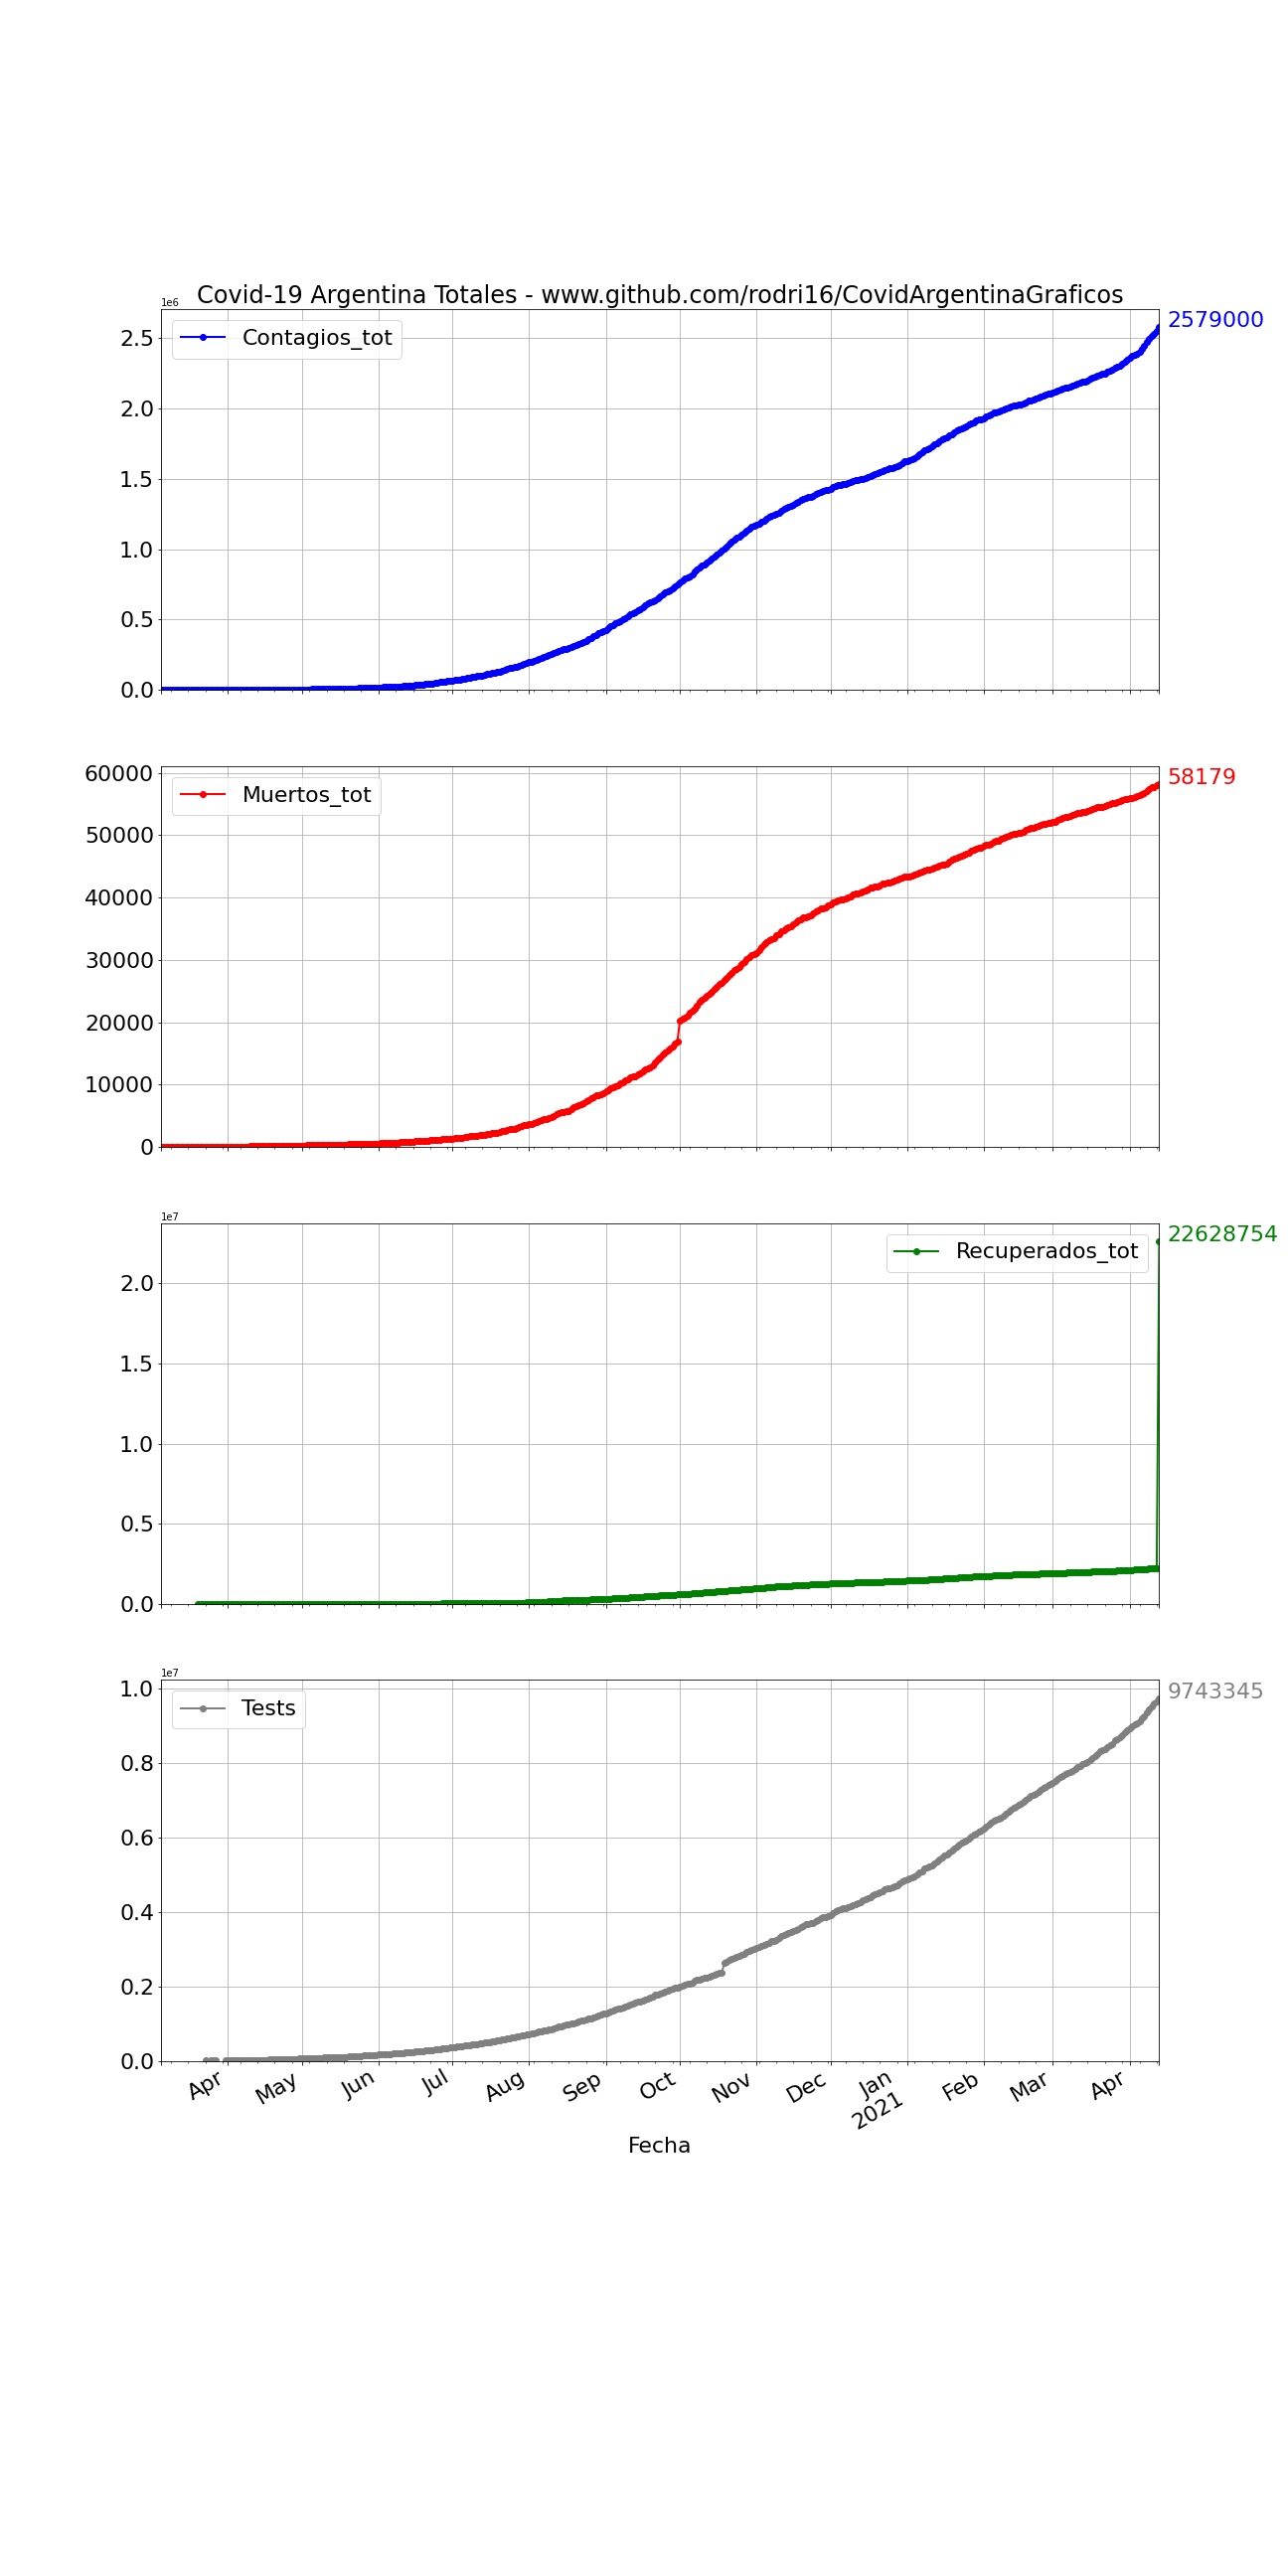 Covid-19 Argentina Totales - www.github.com/rodri16/CovidArgentinaGraficos
1e6
2579000
Contagios_tot
2.5
2.0
1.5
1.0
0.5
0.0
58179
Muertos_tot
60000
50000
40000
30000
20000
10000
0
1e7
22628754
Recuperados_tot
2.0
1.5
1.0
0.5
0.0
1e7
9743345
Tests
1.0
0.8
0.6
0.4
0.2
0.0
Apr May Jun Jul Aug Sep Oct Nov Dec Jan Feb Mar Apr
2021
Fecha